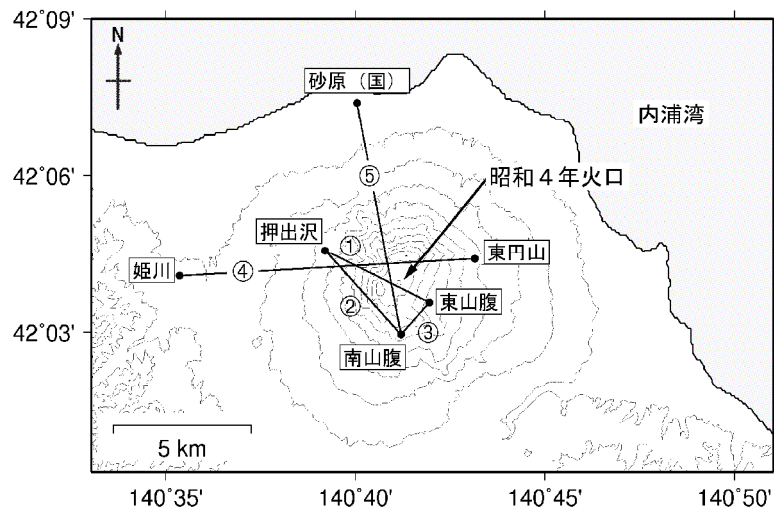 42˚09'
N
砂原（国）
内浦湾
42˚06'
⑤
昭和４年火口
押出沢
①
東円山
姫川
④
東山腹
②
42˚03'
③
南山腹
5 km
140˚35'
140˚40'
140˚45'
140˚50'